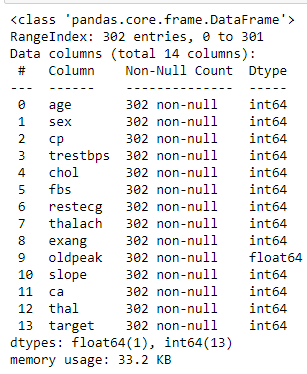 <class 'pandas.core.frame.DataFrame'>
RangeIndex: 302 entries, 0 to 301
Data columns (total 14 columns):
 #   Column    Non-Null Count  Dtype
---  ------    --------------  -----
 0   age       302 non-null    int64
 1   sex       302 non-null    int64
 2   cp        302 non-null    int64
 3   trestbps  302 non-null    int64
 4   chol      302 non-null    int64
 5   fbs       302 non-null    int64
 6   restecg   302 non-null    int64
 7   thalach   302 non-null    int64
 8   exang     302 non-null    int64
 9   oldpeak   302 non-null    float64
 10  slope     302 non-null    int64
 11  ca        302 non-null    int64
 12  thal      302 non-null    int64
 13  target    302 non-null    int64
dtypes: float64(1), int64(13)
memory usage: 33.2 KB